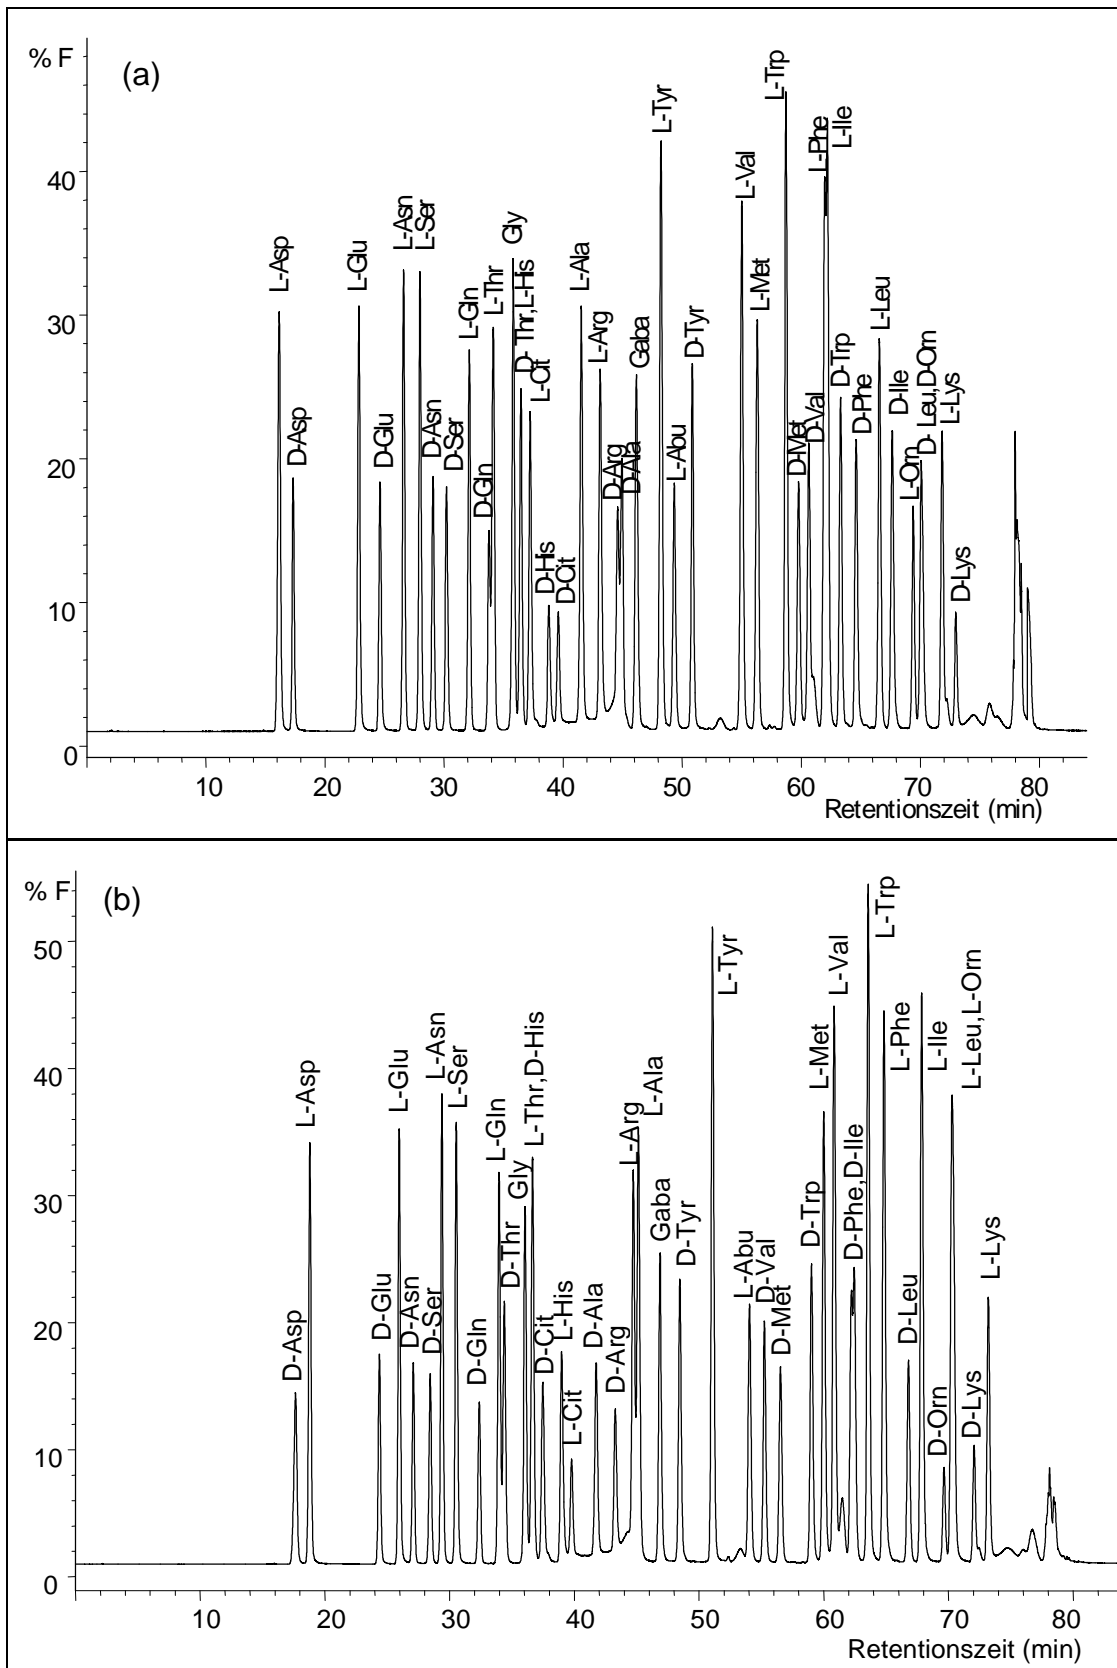 % F
(a)
L-Asp
D-Asp
L-Glu
D-Glu
L-Asn
L-Ser
D-Asn
D-Ser
L-Gln
D-Gln
L-Thr
Gly
D- Thr,L-His
L-Cit
D-His
D-Cit
L-Ala
L-Arg
D-Arg
D-Ala
Gaba
L-Tyr
L-Abu
D-Tyr
L-Val
L-Met
L-Trp
D-Met
D-Val
L-Phe
L-Ile
D-Trp
D-Phe
L-Leu
D-Ile
L-Orn
D- Leu,D-Orn
L-Lys
D-Lys
40
30
20
10
0
10 20 30 40 50 60 70 80
Retentionszeit (min)
% F
(b)
D-Asp
L-Asp
D-Glu
L-Glu
D-Asn
D-Ser
L-Asn
L-Ser
D-Gln
L-Gln
D-Thr
Gly
L-Thr,D-His
D-Cit
L-His
L-Cit
D-Ala
D-Arg
L-Arg
L-Ala
Gaba
D-Tyr
L-Tyr
L-Abu
D-Val
D-Met
D-Trp
L-Met
L-Val
D-Phe,D-Ile
L-Trp
L-Phe
D-Leu
L-Ile
D-Orn
L-Leu,L-Orn
D-Lys
L-Lys
50
40
30
20
10
0
10 20 30 40 50 60 70 80
Retentionszeit (min)